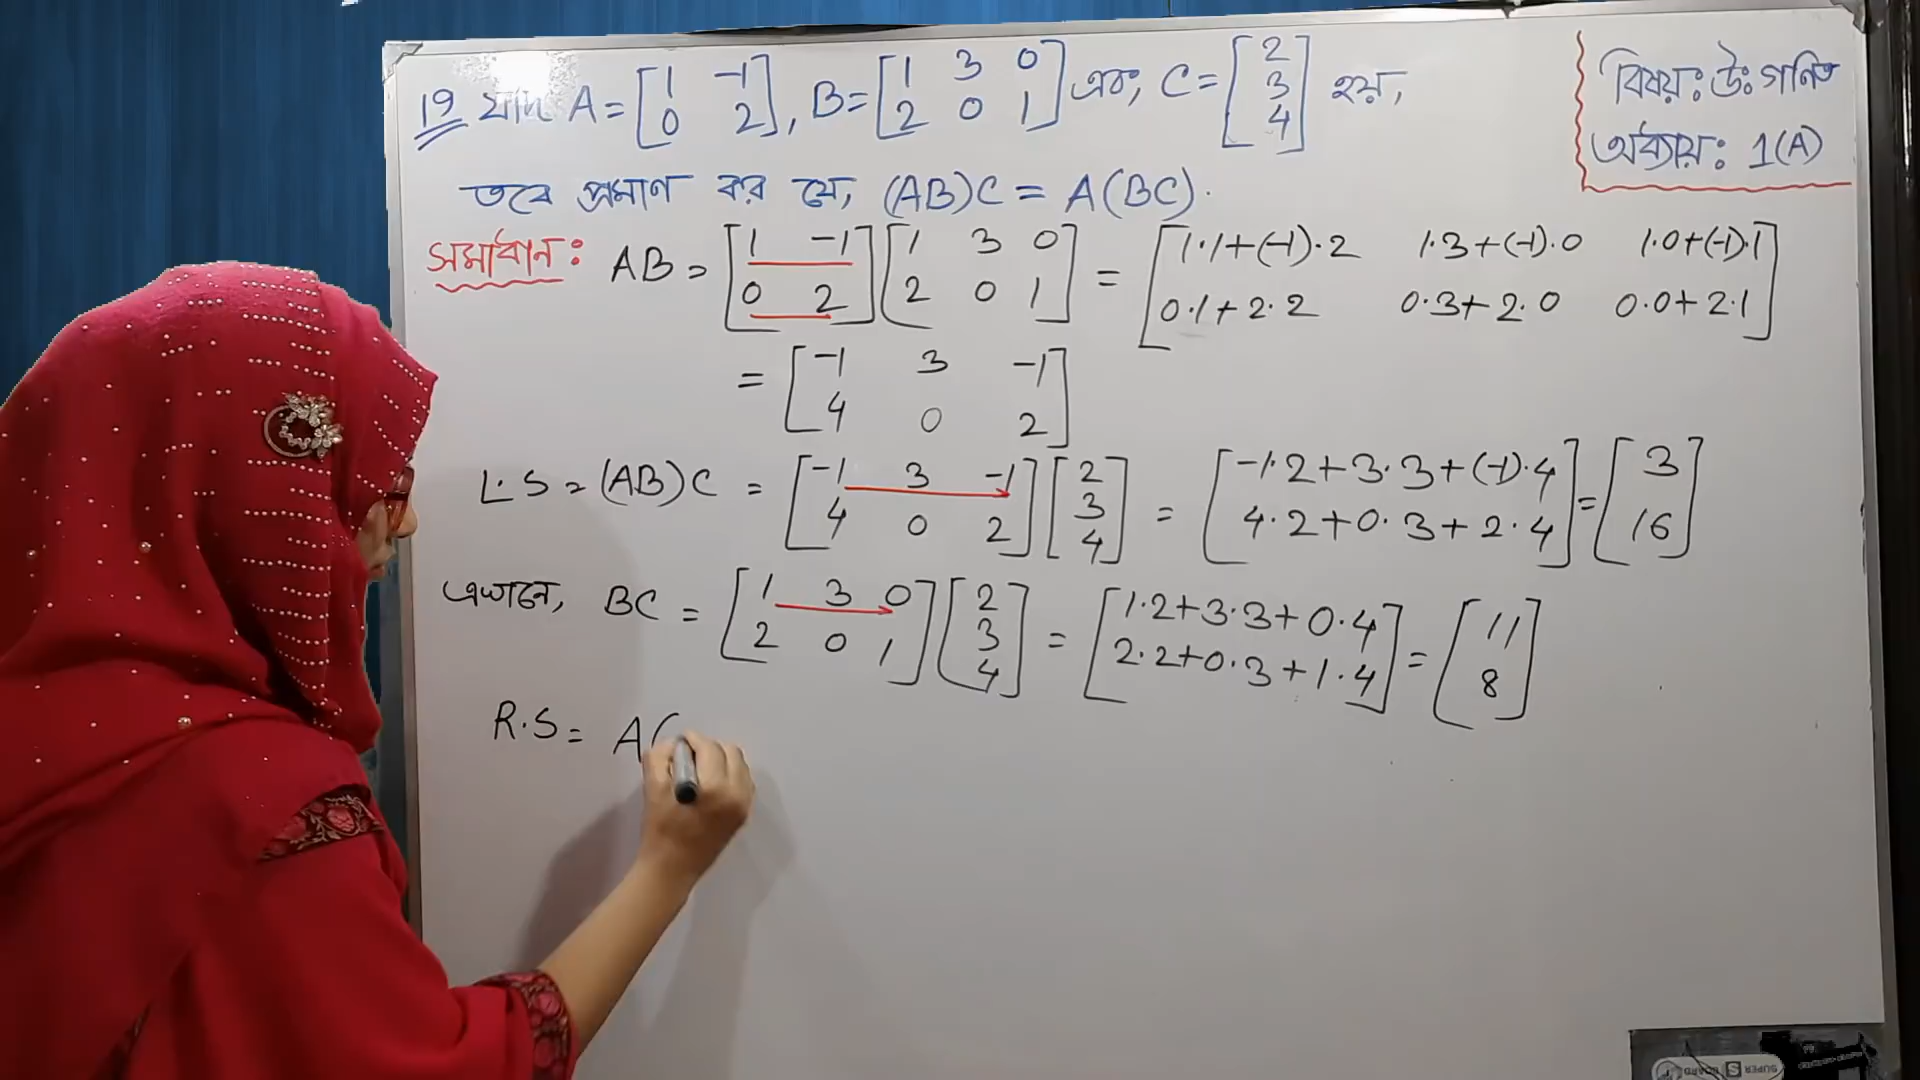 19 যদি A = [1 -1; 0 2], B = [1 3 0; 2 0 1] এবং, C = [2; 3; 4] হয়,
তবে প্রমাণ কর যে, (AB)C = A(BC).
বিষয়ঃ উঃ গনিত
অধ্যায়ঃ 1(A)
সমাধানঃ AB = [1 -1; 0 2] [1 3 0; 2 0 1] = [1·1+(-1)·2 1·3+(-1)·0 1·0+(-1)·1; 0·1+2·2 0·3+2·0 0·0+2·1]
= [-1 3 -1; 4 0 2]
L.S = (AB)C = [-1 3 -1; 4 0 2] [2; 3; 4] = [-1·2+3·3+(-1)·4; 4·2+0·3+2·4] = [3; 16]
এখানে, BC = [1 3 0; 2 0 1] [2; 3; 4] = [1·2+3·3+0·4; 2·2+0·3+1·4] = [11; 8]
R.S = A(